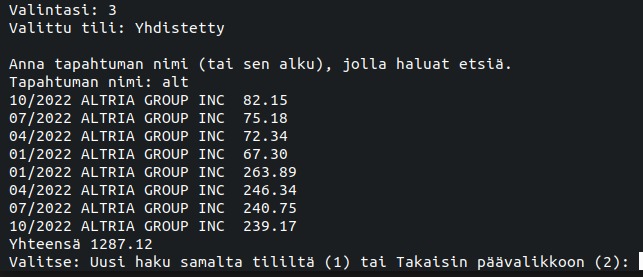 Valintasi: 3
Valittu tili: Yhdistetty
Anna tapahtuman nimi (tai sen alku), jolla haluat etsiä.
Tapahtuman nimi: alt
10/2022 ALTRIA GROUP INC  82.15
07/2022 ALTRIA GROUP INC  75.18
04/2022 ALTRIA GROUP INC  72.34
01/2022 ALTRIA GROUP INC  67.30
01/2022 ALTRIA GROUP INC  263.89
04/2022 ALTRIA GROUP INC  246.34
07/2022 ALTRIA GROUP INC  240.75
10/2022 ALTRIA GROUP INC  239.17
Yhteensä 1287.12
Valitse: Uusi haku samalta tililtä (1) tai Takaisin päävalikkoon (2):